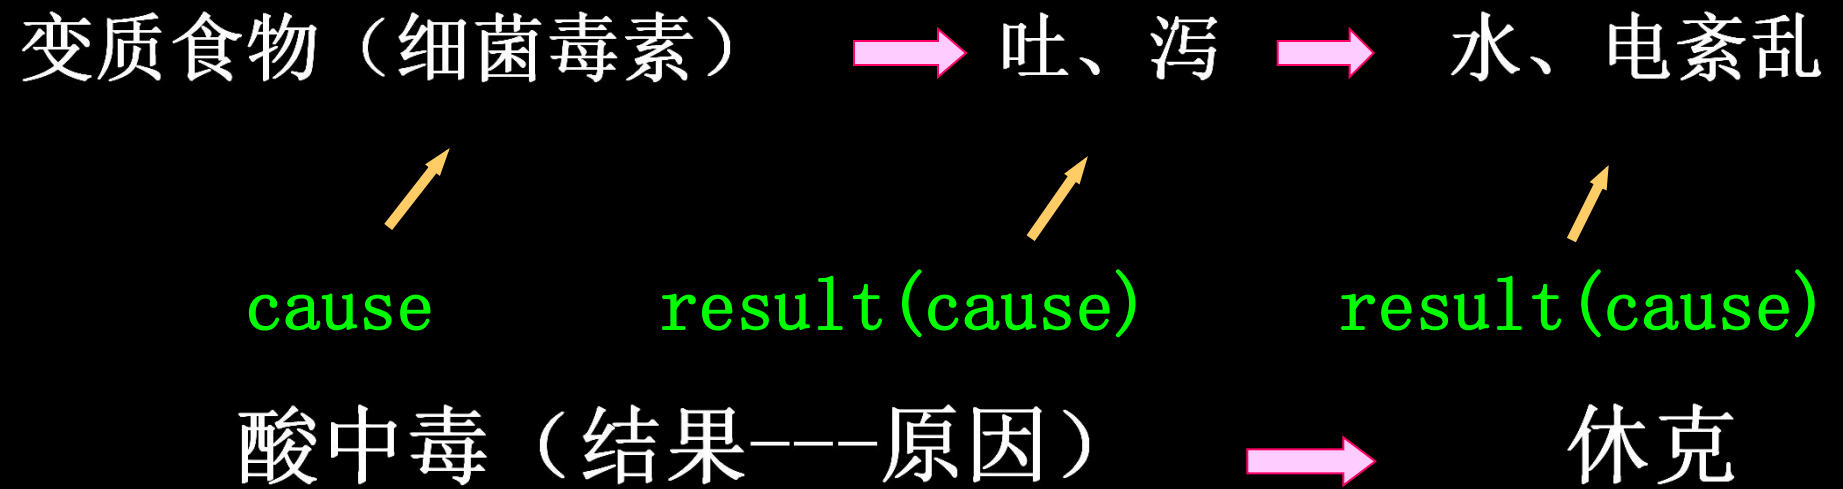 变质食物（细菌毒素） 吐、泻 水、电紊乱
cause result(cause) result(cause)
酸中毒（结果---原因） 休克